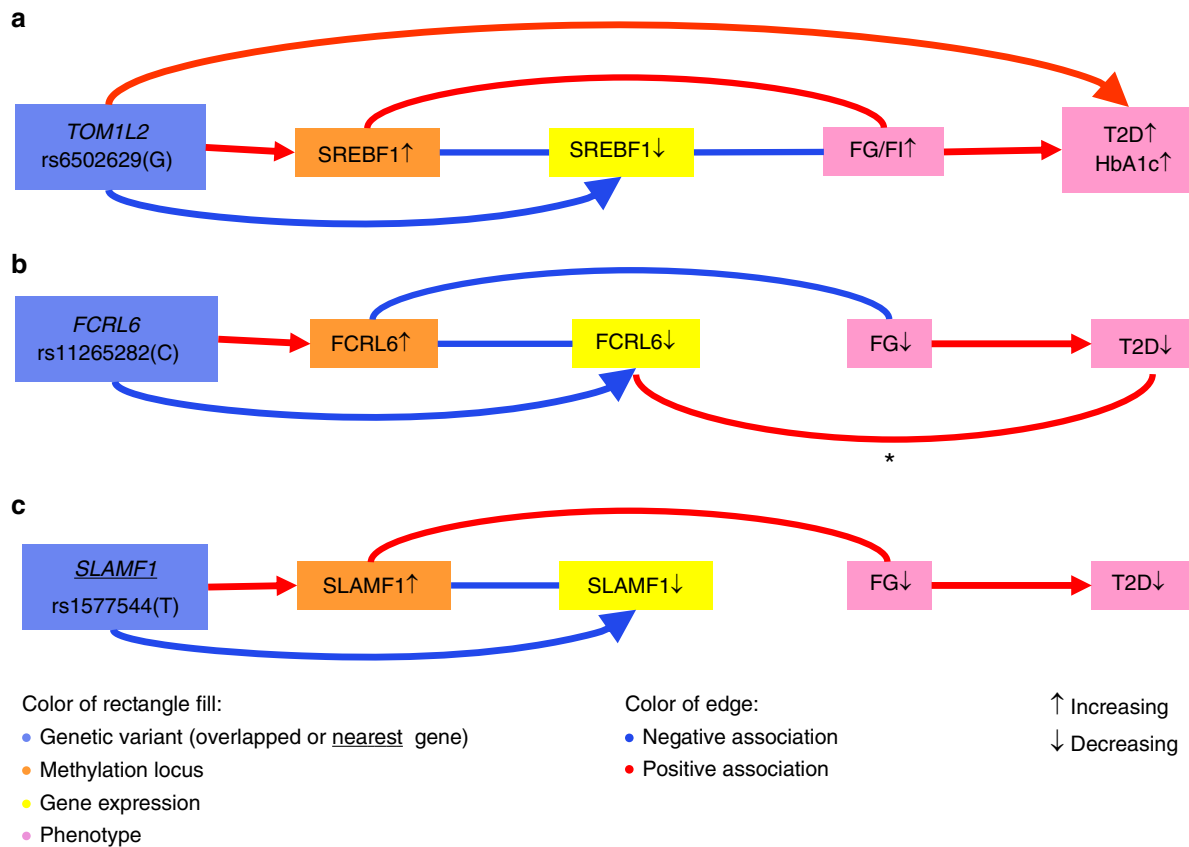 a
TOM1L2
rs6502629(G)
SREBF1↑
SREBF1↓
FG/FI↑
T2D↑
HbA1c↑
b
FCRL6
rs11265282(C)
FCRL6↑
FCRL6↓
FG↓
T2D↓
*
c
SLAMF1
rs1577544(T)
SLAMF1↑
SLAMF1↓
FG↓
T2D↓
Color of rectangle fill:
Genetic variant (overlapped or nearest gene)
Methylation locus
Gene expression
Phenotype
Color of edge:
Negative association
Positive association
↑ Increasing
↓ Decreasing